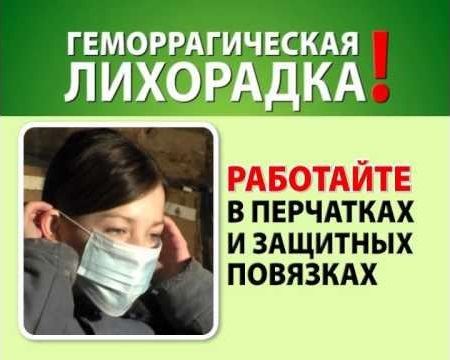 ГЕМОРРАГИЧЕСКАЯ
ЛИХОРАДКА!
РАБОТАЙТЕ
В ПЕРЧАТКАХ
И ЗАЩИТНЫХ
ПОВЯЗКАХ